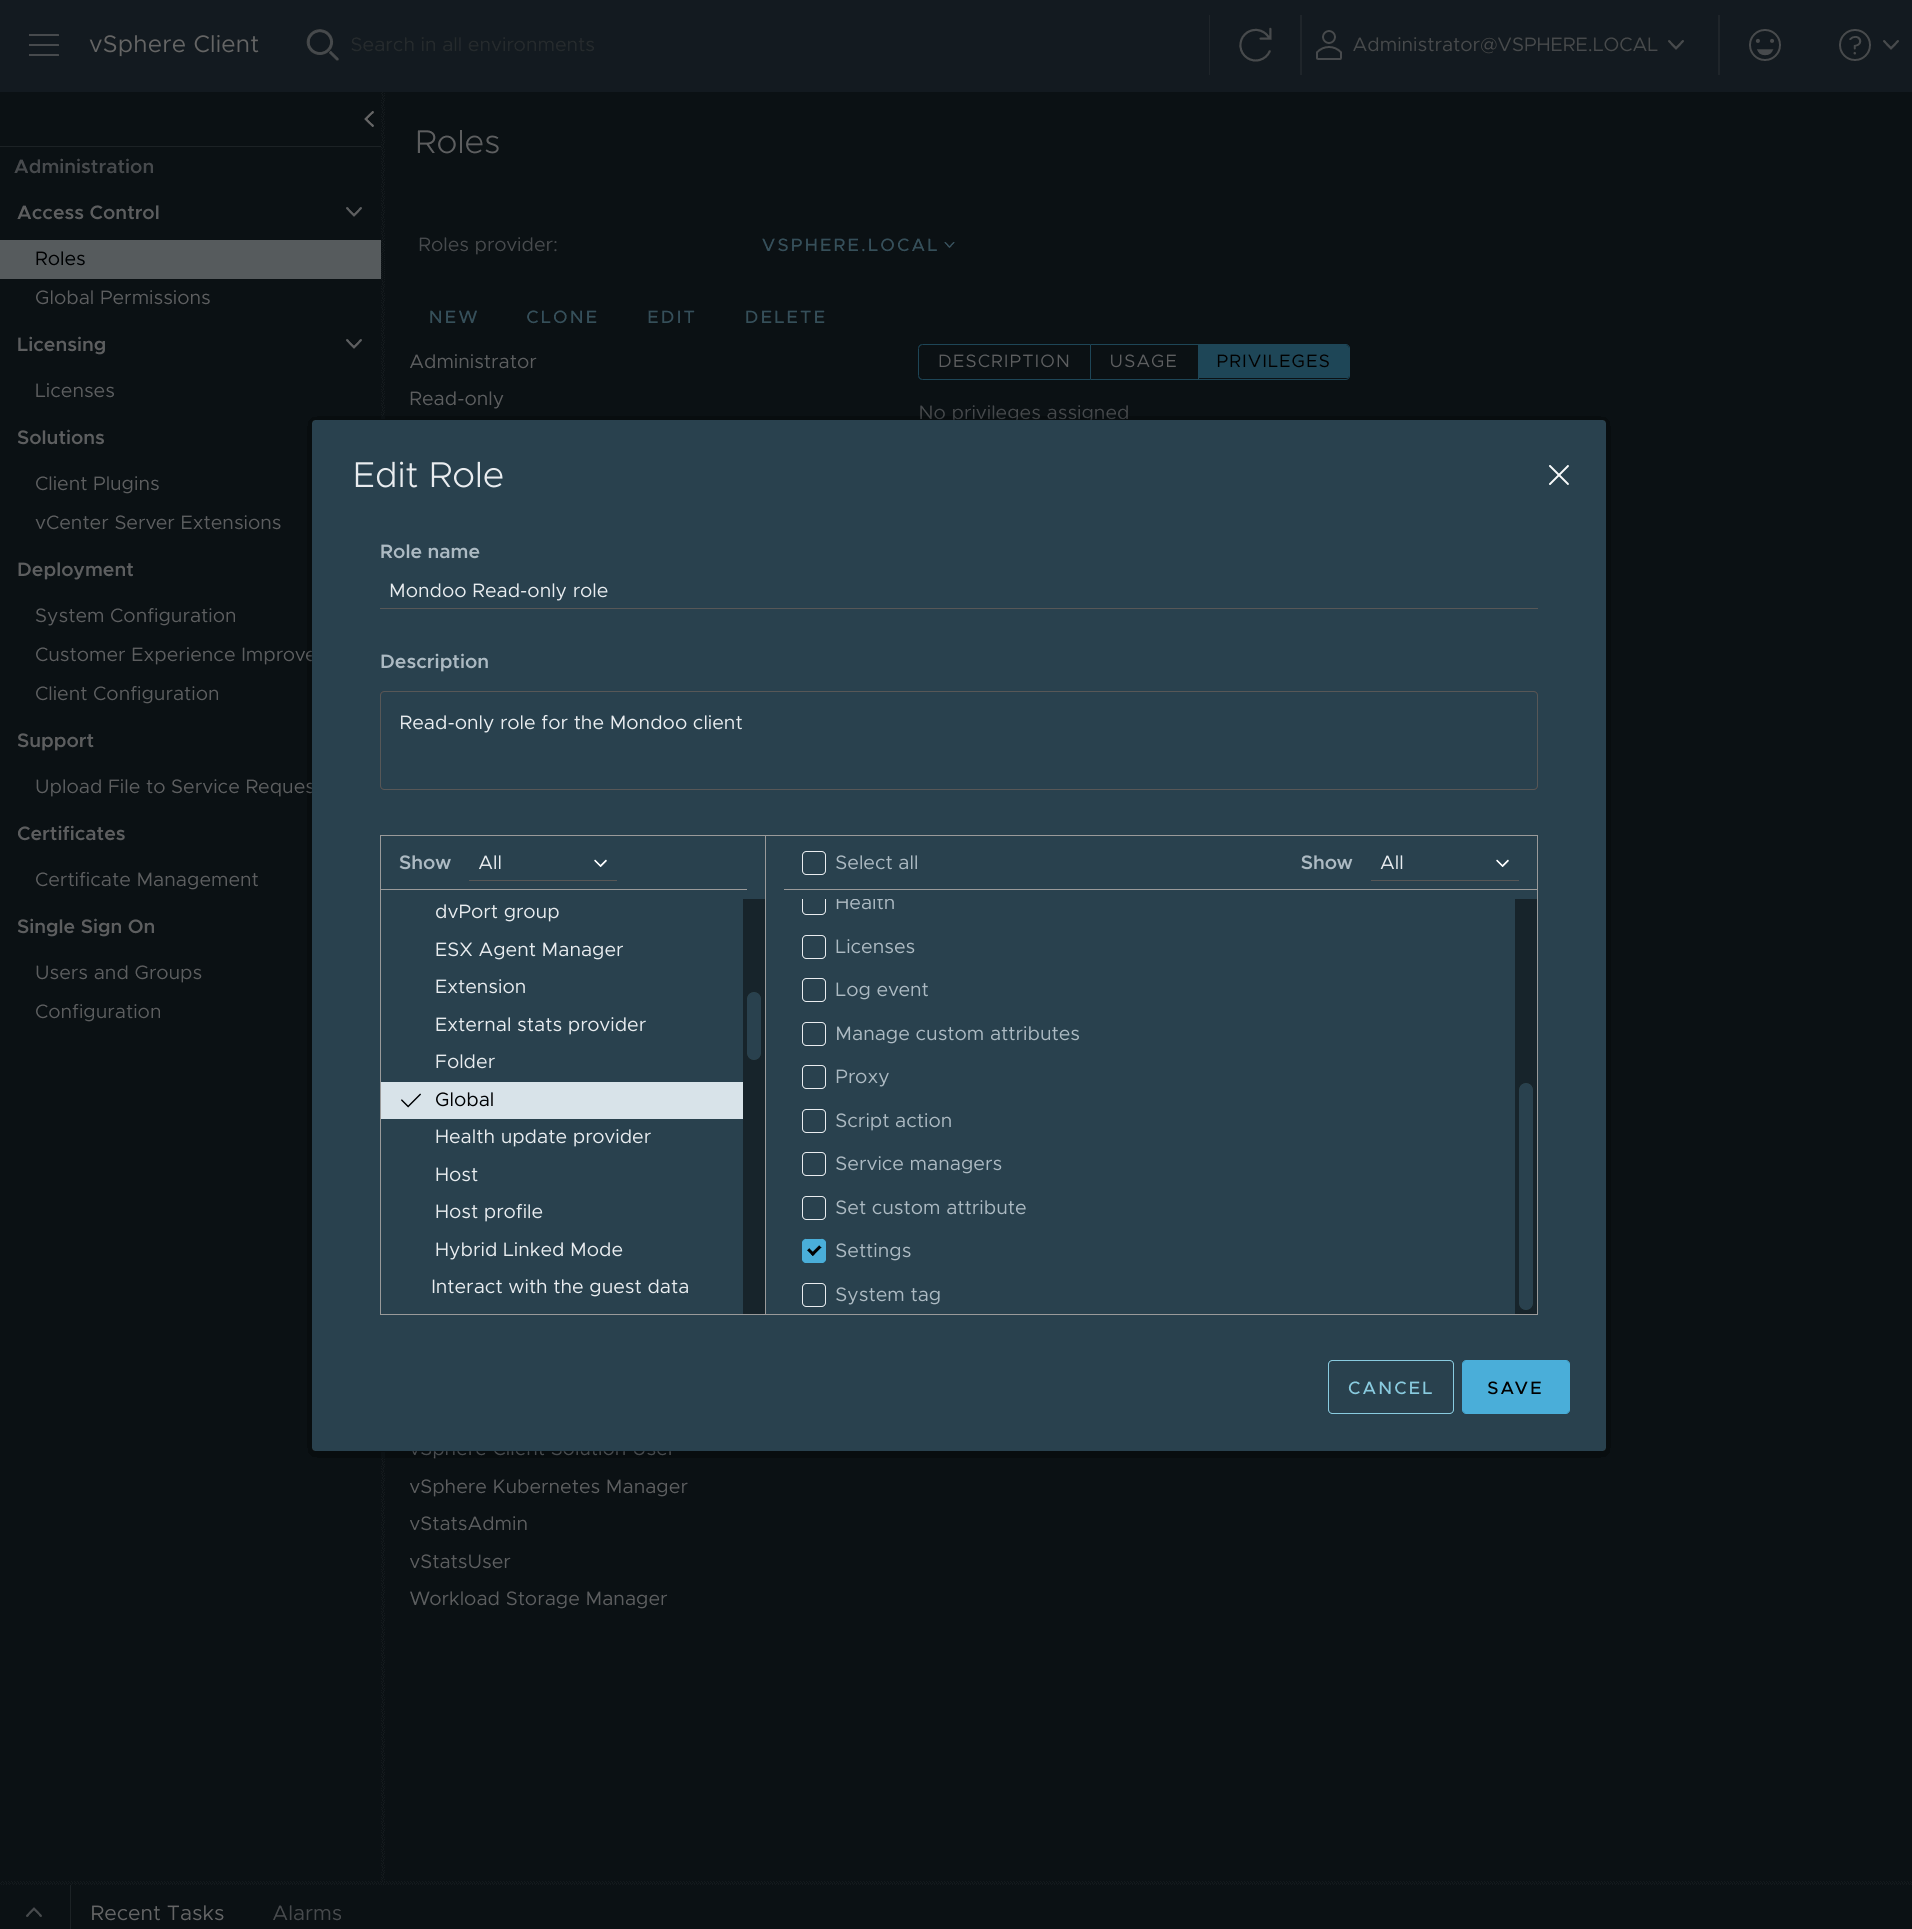 vSphere Client
Search in all environments
Administrator@VSPHERE.LOCAL
Administration
Access Control
Roles
Global Permissions
Licensing
Licenses
Solutions
Client Plugins
vCenter Server Extensions
Deployment
System Configuration
Customer Experience Improve
Client Configuration
Support
Upload File to Service Reques
Certificates
Certificate Management
Single Sign On
Users and Groups
Configuration
Roles
Roles provider:
VSPHERE.LOCAL
NEW CLONE EDIT DELETE
Administrator
Read-only
DESCRIPTION USAGE PRIVILEGES
No privileges assigned
Edit Role
Role name
Mondoo Read-only role
Description
Read-only role for the Mondoo client
Show All
dvPort group
ESX Agent Manager
Extension
External stats provider
Folder
Global
Health update provider
Host
Host profile
Hybrid Linked Mode
Interact with the guest data
Select all
Show All
Health
Licenses
Log event
Manage custom attributes
Proxy
Script action
Service managers
Set custom attribute
Settings
System tag
CANCEL SAVE
vSphere Client Solution User
vSphere Kubernetes Manager
vStatsAdmin
vStatsUser
Workload Storage Manager
Recent Tasks Alarms